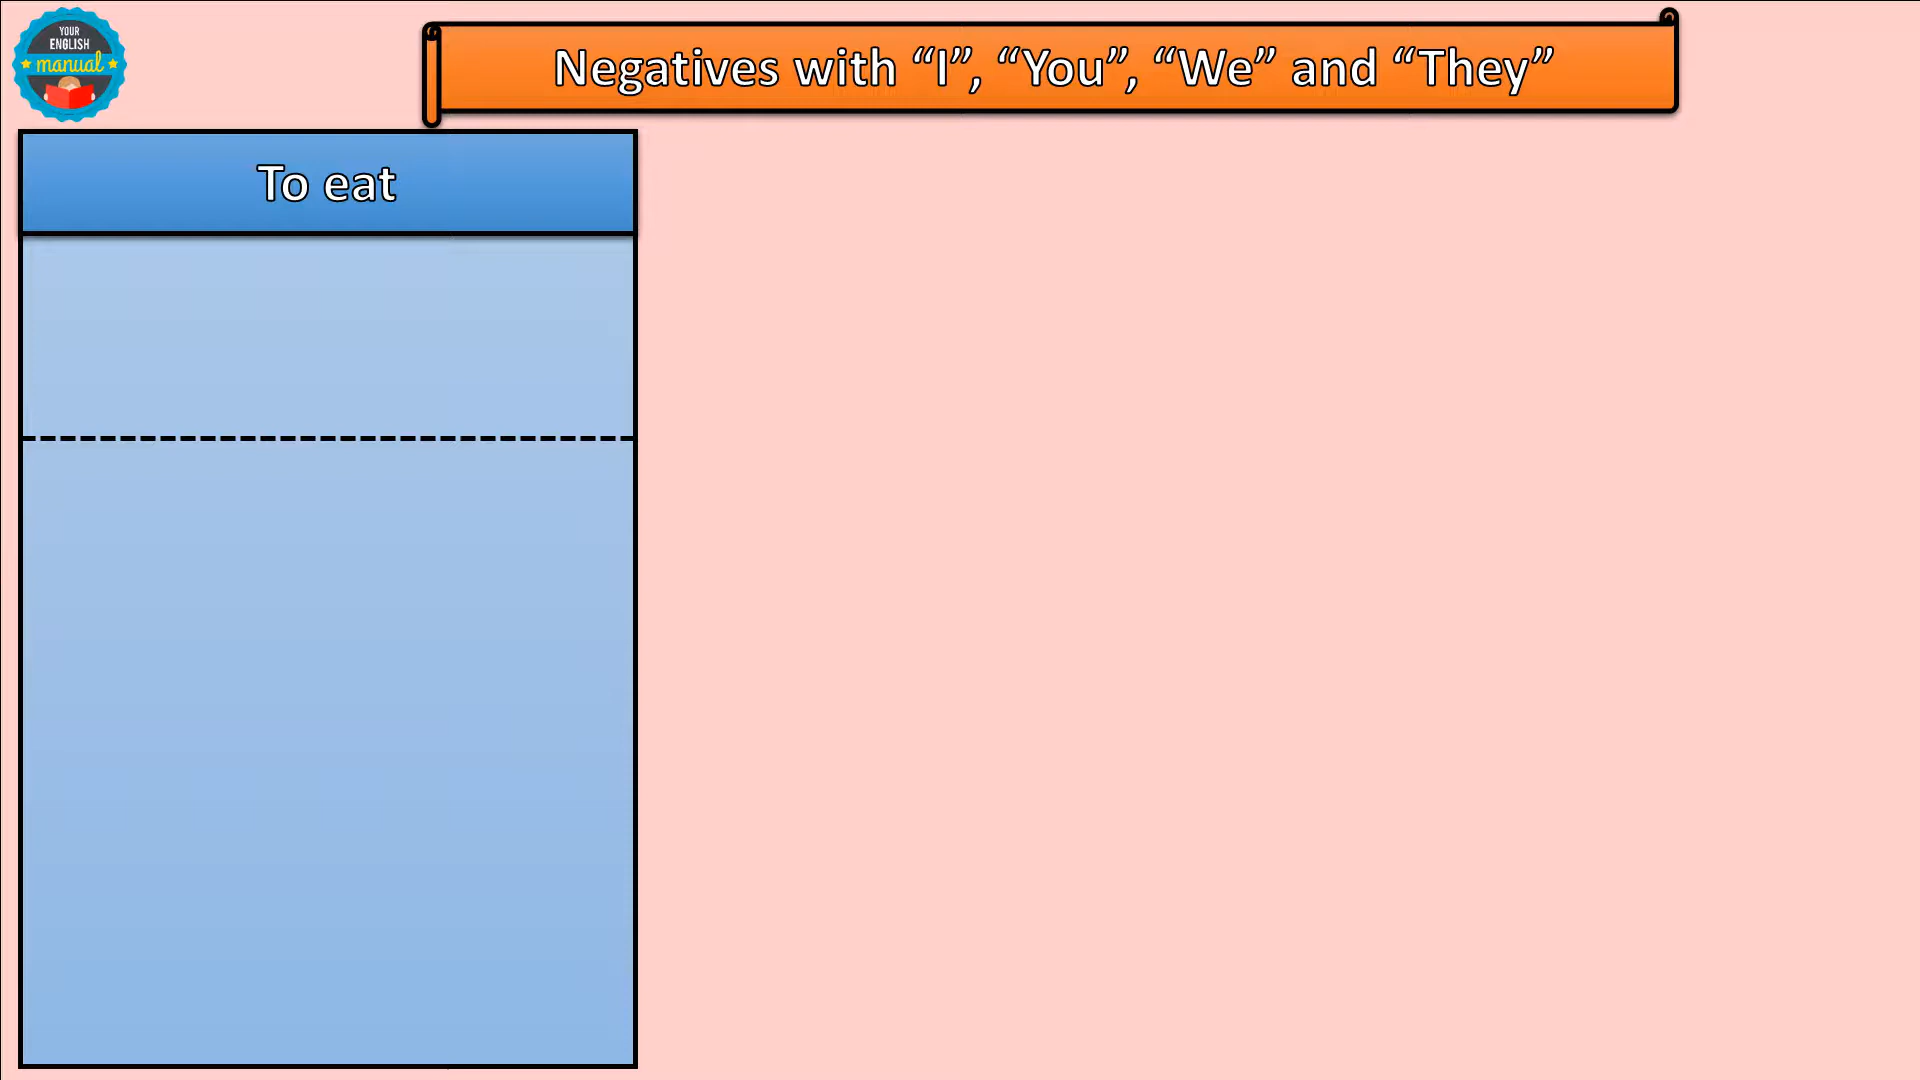 YOUR
ENGLISH
manual
Negatives with “I”, “You”, “We” and “They”
To eat